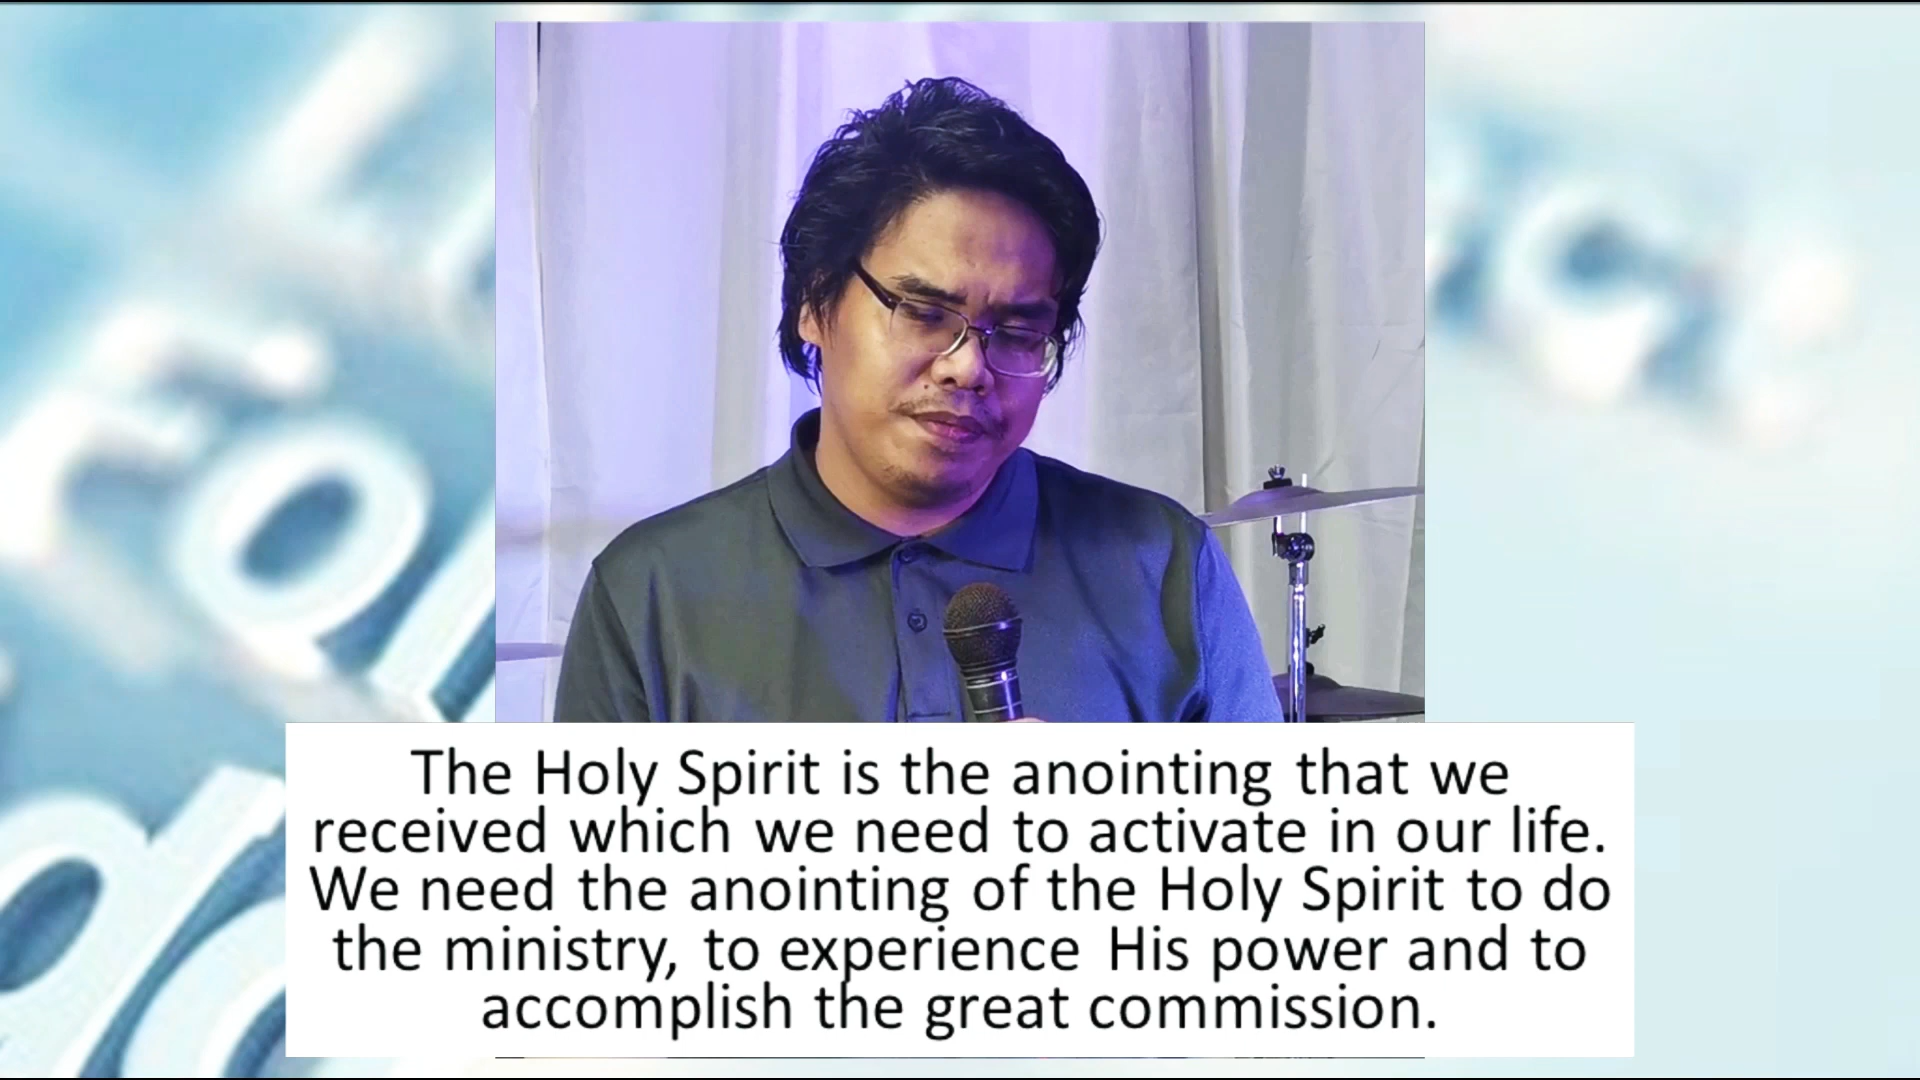 The Holy Spirit is the anointing that we
received which we need to activate in our life.
We need the anointing of the Holy Spirit to do
the ministry, to experience His power and to
accomplish the great commission.